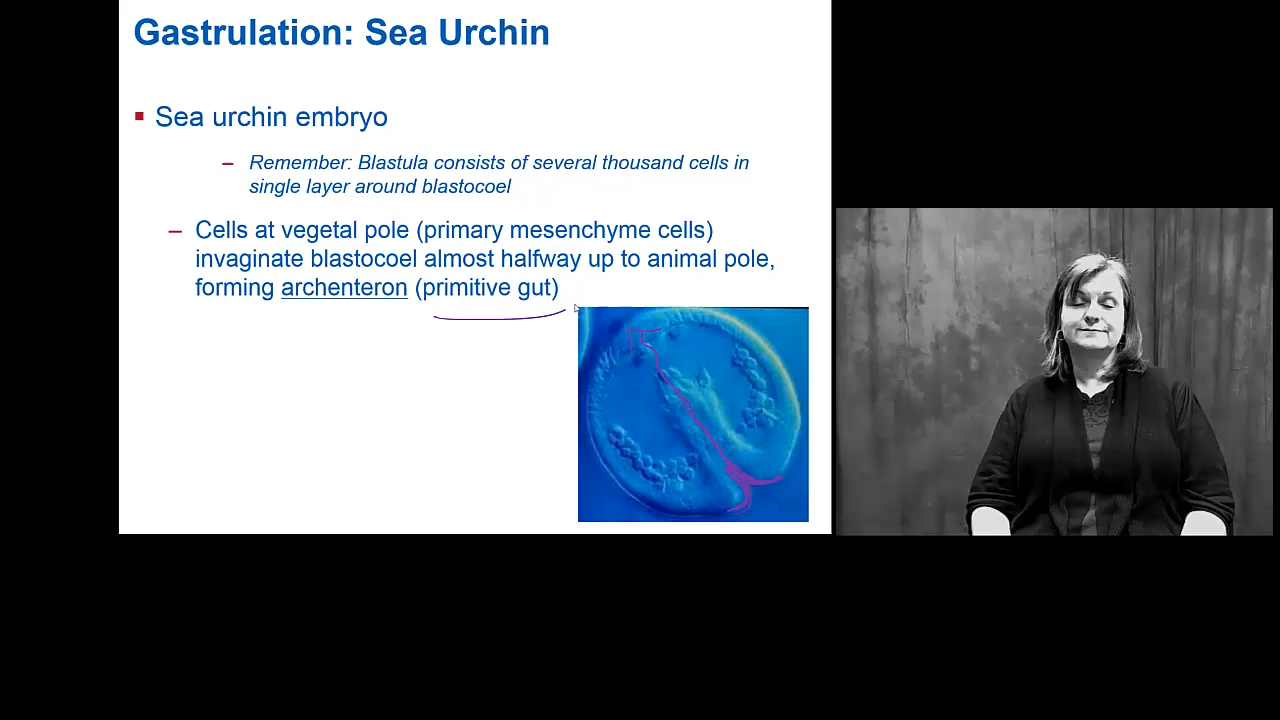 Gastrulation: Sea Urchin
Sea urchin embryo
– Remember: Blastula consists of several thousand cells in
single layer around blastocoel
– Cells at vegetal pole (primary mesenchyme cells)
invaginate blastocoel almost halfway up to animal pole,
forming archenteron (primitive gut)